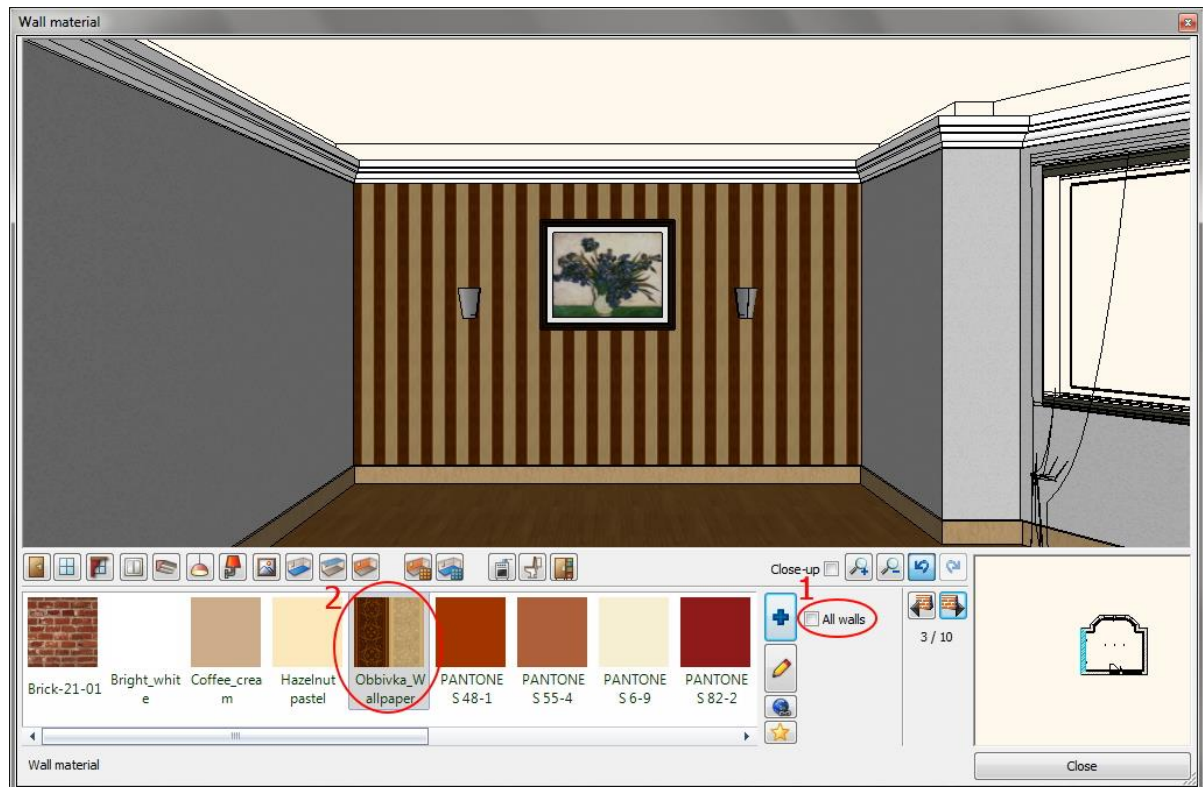 Wall material
Close-up
2
1
All walls
3 / 10
Brick-21-01
Bright_whit
e
Coffee_crea
m
Hazelnut
pastel
Obbivka_W
allpaper
PANTONE
S 48-1
PANTONE
S 55-4
PANTONE
S 6-9
PANTONE
S 82-2
Wall material
Close